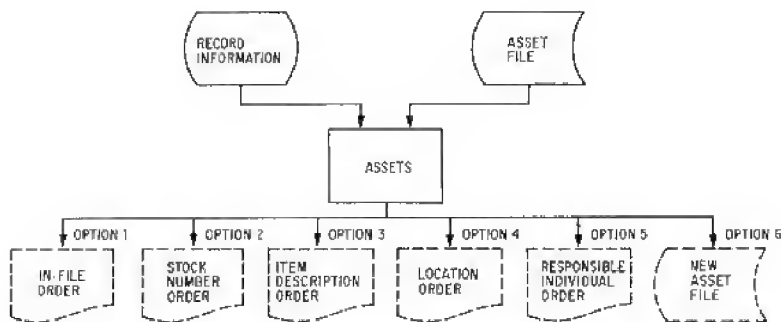 RECORD
INFORMATION
ASSET
FILE
ASSETS
OPTION 1
OPTION 2
OPTION 3
OPTION 4
OPTION 5
OPTION 6
IN-FILE
ORDER
STOCK
NUMBER
ORDER
ITEM
DESCRIPTION
ORDER
LOCATION
ORDER
RESPONSIBLE
INDIVIDUAL
ORDER
NEW
ASSET
FILE